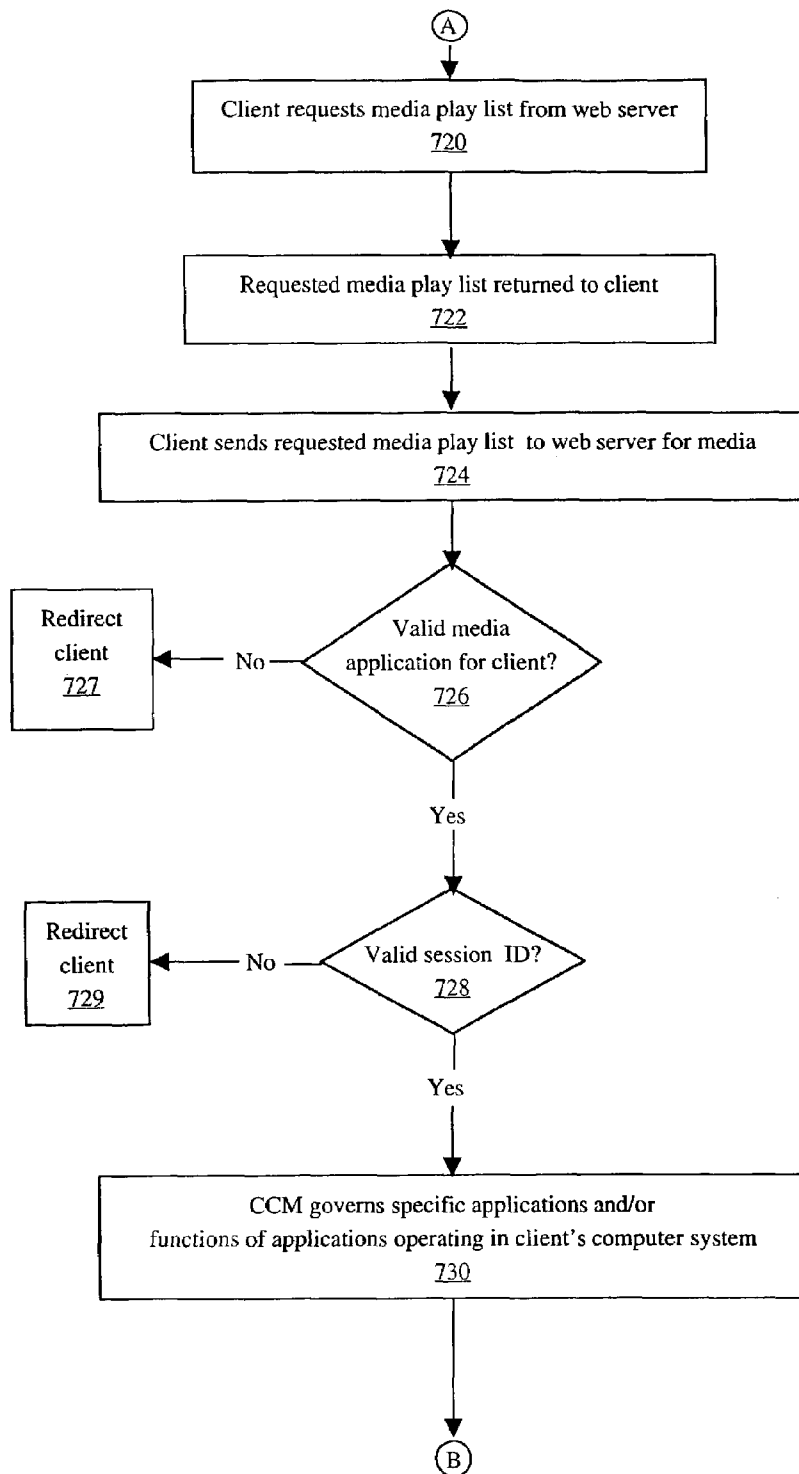 A
Client requests media play list from web server
720
Requested media play list returned to client
722
Client sends requested media play list to web server for media
724
Valid media
application for client?
726
No
Redirect
client
727
Yes
Valid session ID?
728
No
Redirect
client
729
Yes
CCM governs specific applications and/or
functions of applications operating in client's computer system
730
B